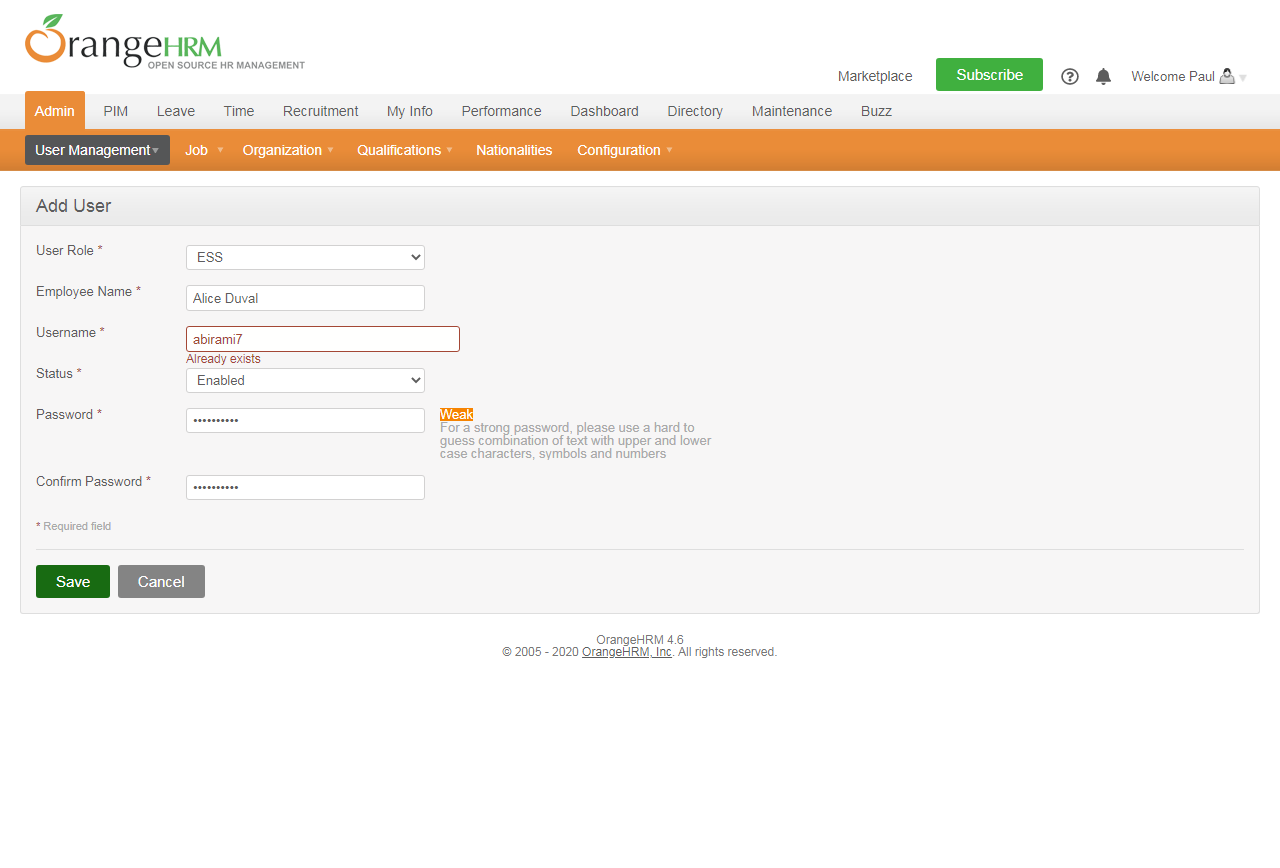 OrangeHRM
OPEN SOURCE HR MANAGEMENT
Marketplace Subscribe Welcome Paul
Admin PIM Leave Time Recruitment My Info Performance Dashboard Directory Maintenance Buzz
User Management Job Organization Qualifications Nationalities Configuration
Add User
User Role * ESS
Employee Name * Alice Duval
Username * abirami7
Already exists
Status * Enabled
Password * •••••••••• Weak
For a strong password, please use a hard to
guess combination of text with upper and lower
case characters, symbols and numbers
Confirm Password * ••••••••••
* Required field
Save Cancel
OrangeHRM 4.6
© 2005 - 2020 OrangeHRM, Inc. All rights reserved.